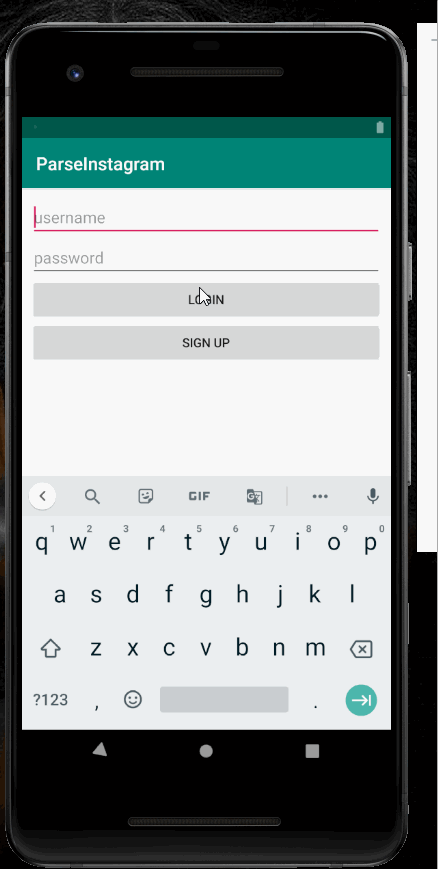 ParseInstagram
username
password
LOGIN
SIGN UP
GIF
1 2 3 4 5 6 7 8 9 0
q w e r t y u i o p
a s d f g h j k l
z x c v b n m
?123 , .